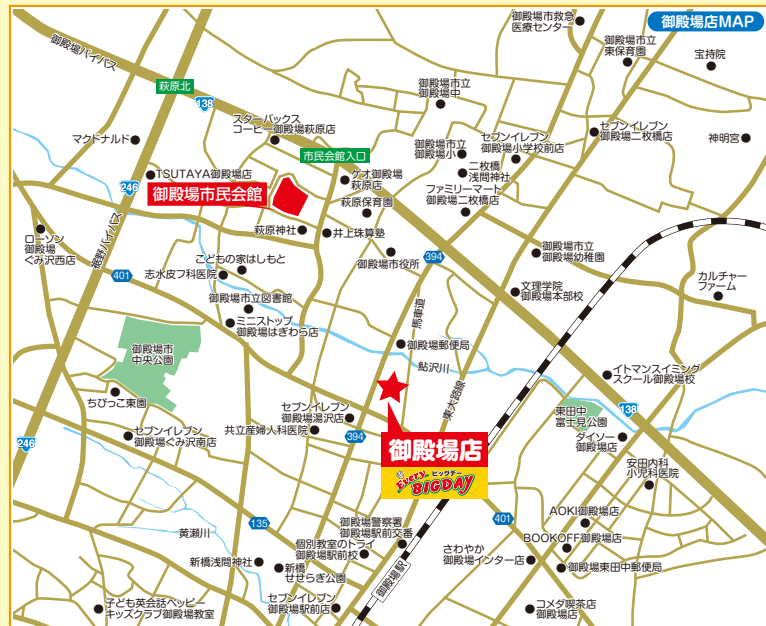 御殿場店MAP
御殿場市救急
医療センター
御殿場バイパス
御殿場市立
東保育園
宝持院
萩原北
138
御殿場市立
御殿場中
スターバックス
コーヒー御殿場萩原店
マクドナルド
セブンイレブン
御殿場二枚橋店
神明宮
セブンイレブン
御殿場小学校前店
御殿場市立
御殿場小
市民会館入口
二枚橋
浅間神社
TSUTAYA御殿場店
ゲオ御殿場
萩原店
246
御殿場市民会館
ファミリーマート
御殿場二枚橋店
萩原保育園
萩原神社
井上珠算塾
ローソン
御殿場
ぐみ沢西店
裾野バイパス
こどもの家はしもと
御殿場市役所
394
御殿場市立
御殿場幼稚園
401
志水皮フ科医院
カルチャー
ファーム
文理学院
御殿場本部校
御殿場市立図書館
馬車道
ミニストップ
御殿場はぎわら店
御殿場郵便局
御殿場市
中央公園
鮎沢川
イトマンスイミング
スクール御殿場校
東大路線
ちびっこ東園
セブンイレブン
御殿場湯沢店
東田中
富士見公園
138
共立産婦人科医院
394
セブンイレブン
御殿場ぐみ沢南店
246
ダイソー
御殿場店
御殿場店
ビッグデー
Every
BIGDAY
安田内科
小児科医院
黄瀬川
135
401
AOKI御殿場店
御殿場警察署
御殿場駅前交番
BOOKOFF御殿場店
個別教室のトライ
御殿場駅前校
さわやか
御殿場インター店
新橋浅間神社
新橋
せせらぎ公園
御殿場駅
御殿場東田中郵便局
子ども英会話ペッピー
キッズクラブ御殿場教室
セブンイレブン
御殿場駅前店
コメダ喫茶店
御殿場店